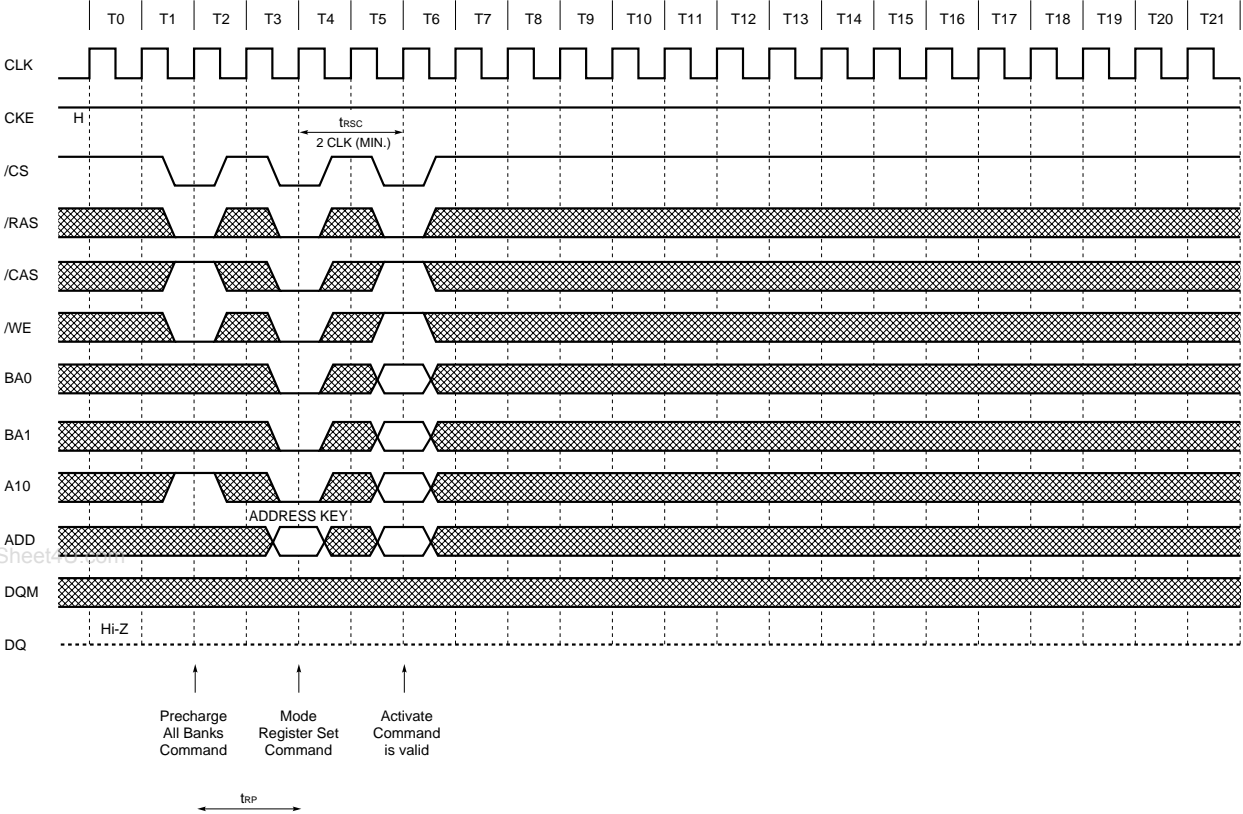 T0 T1 T2 T3 T4 T5 T6 T7 T8 T9 T10 T11 T12 T13 T14 T15 T16 T17 T18 T19 T20 T21
CLK
CKE H
tRSC
2 CLK (MIN.)
/CS
/RAS
/CAS
/WE
BA0
BA1
A10
ADDRESS KEY
ADD
Sheet4U.com
DQM
Hi-Z
DQ
Precharge
All Banks
Command
Mode
Register Set
Command
Activate
Command
is valid
tRP